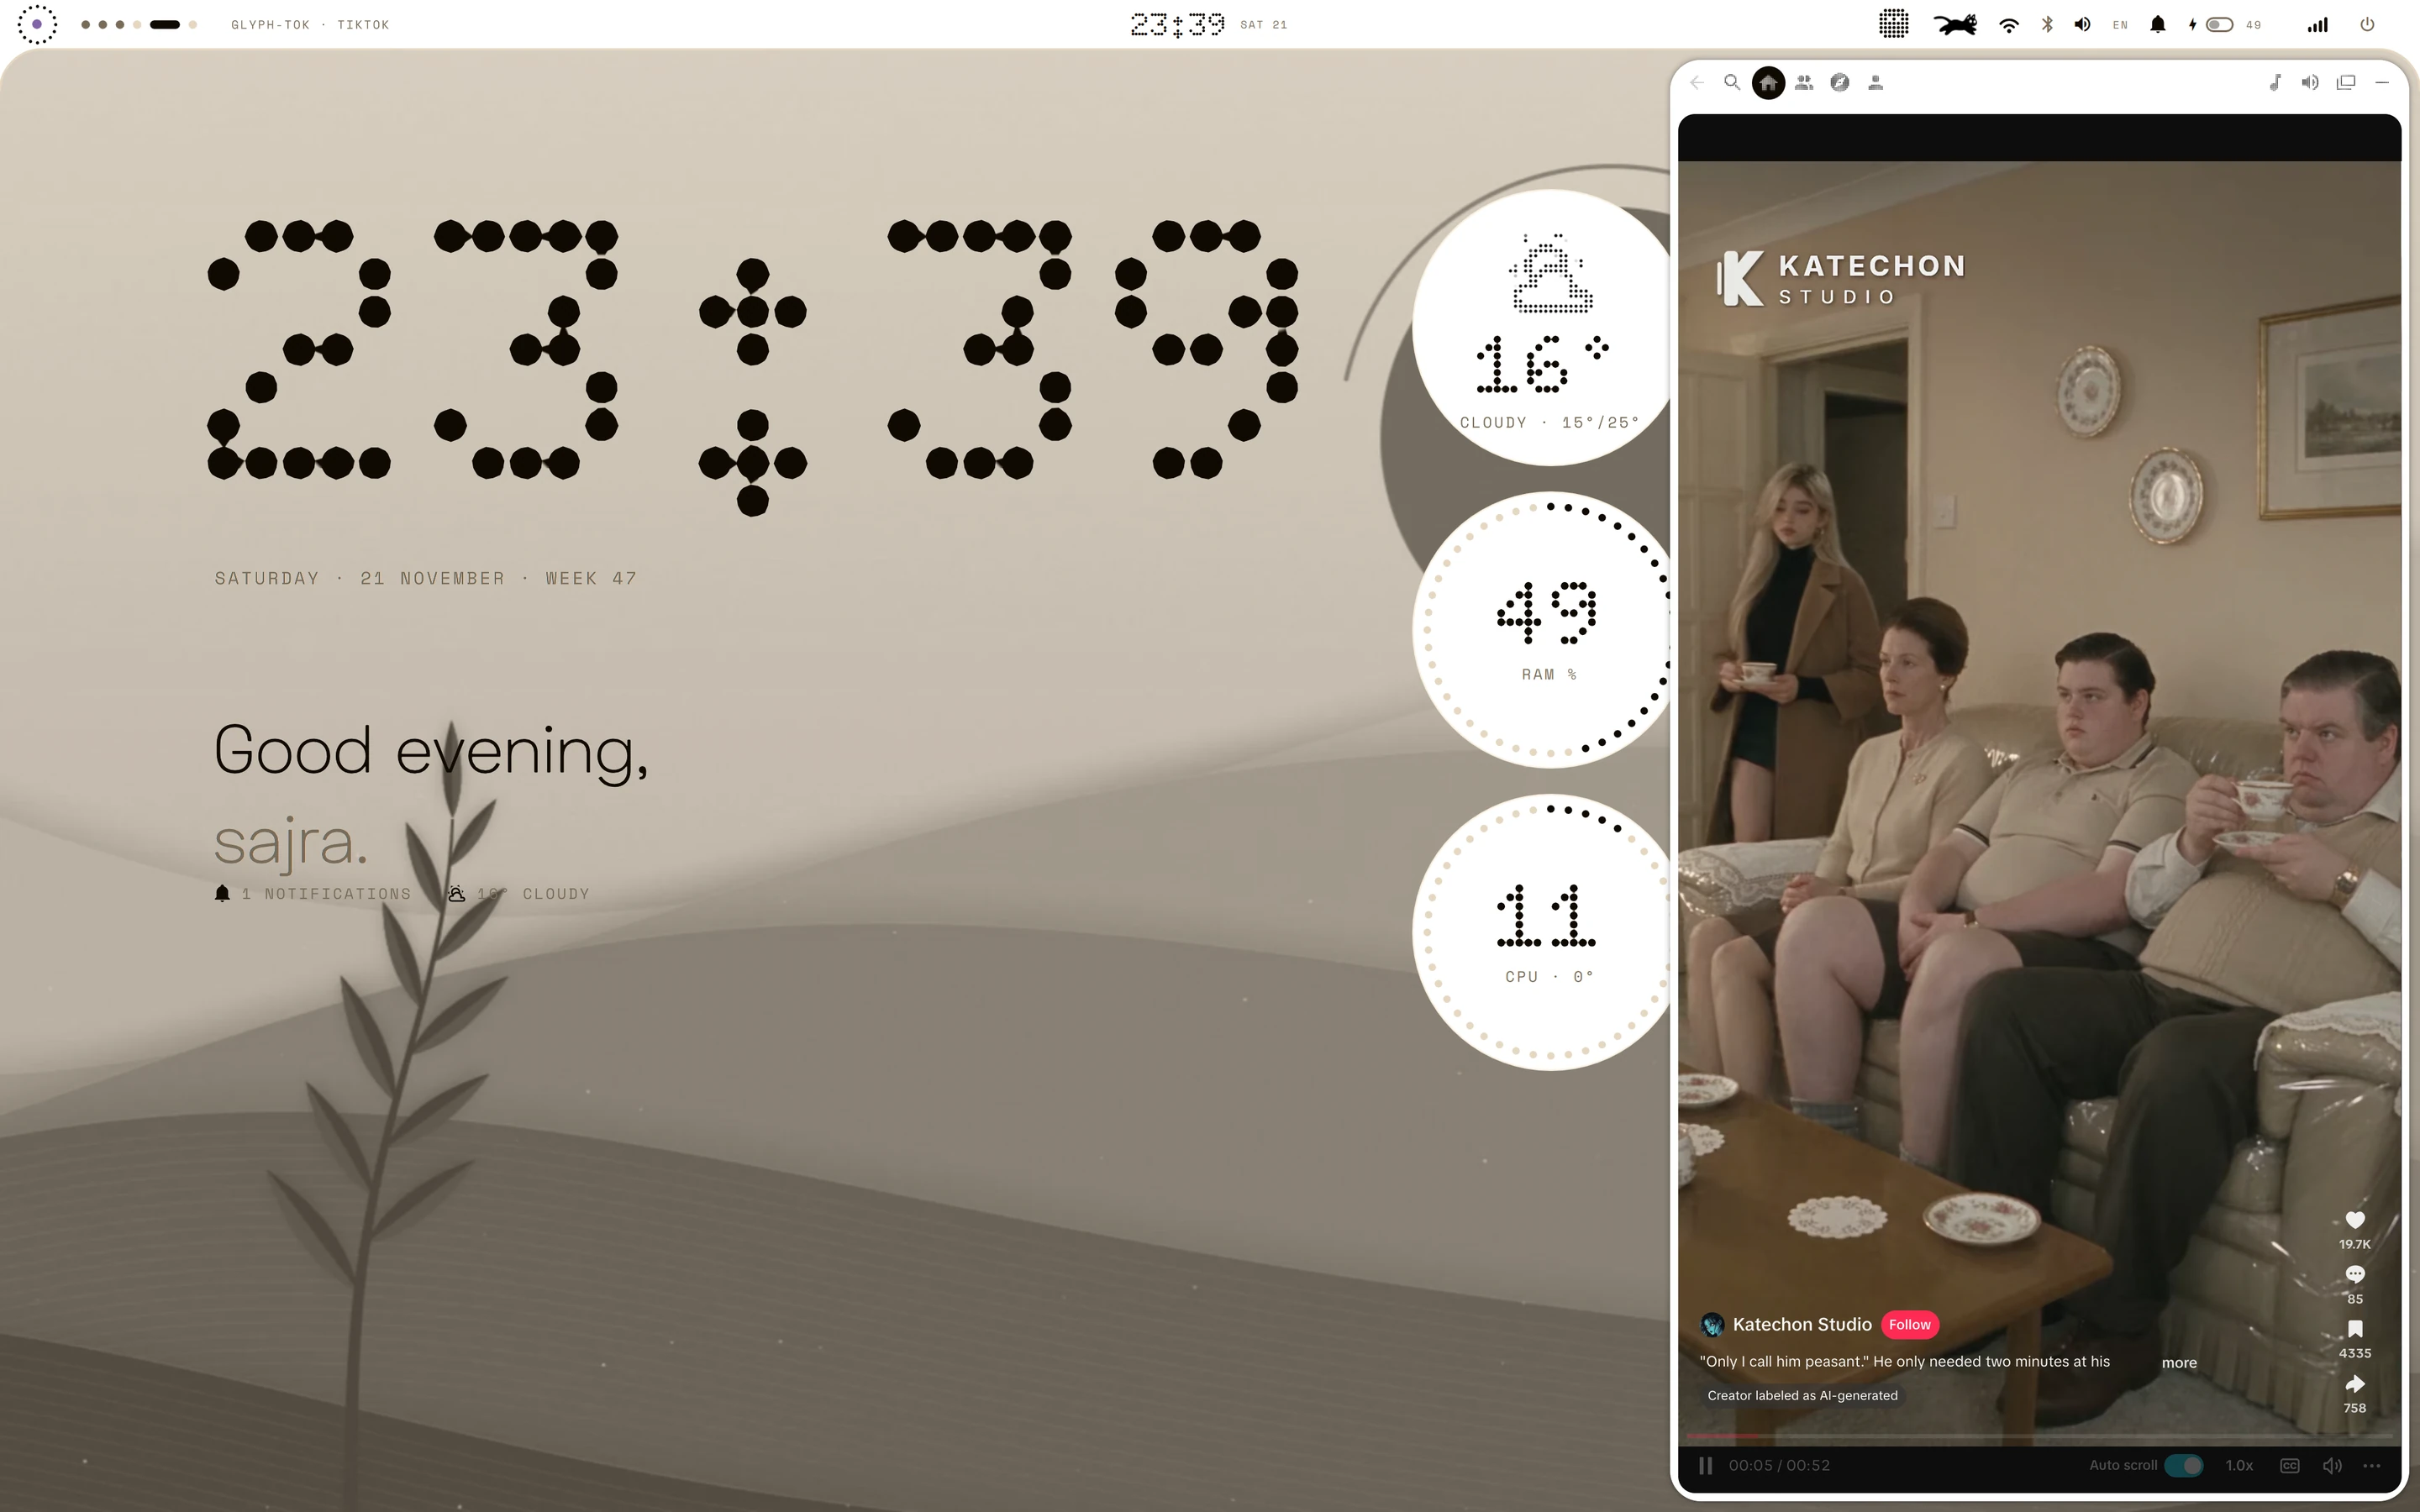 GLYPH-TOK · TIKTOK
23:39 SAT 21
EN
49
23:39
SATURDAY · 21 NOVEMBER · WEEK 47
Good evening,
sajra.
1 NOTIFICATIONS 16° CLOUDY
16°
CLOUDY · 15°/25°
49
RAM %
11
CPU · 0°
KATECHON
STUDIO
19.7K
85
4335
758
Katechon Studio Follow
"Only I call him peasant." He only needed two minutes at his more
Creator labeled as AI-generated
00:05 / 00:52 Auto scroll 1.0x CC